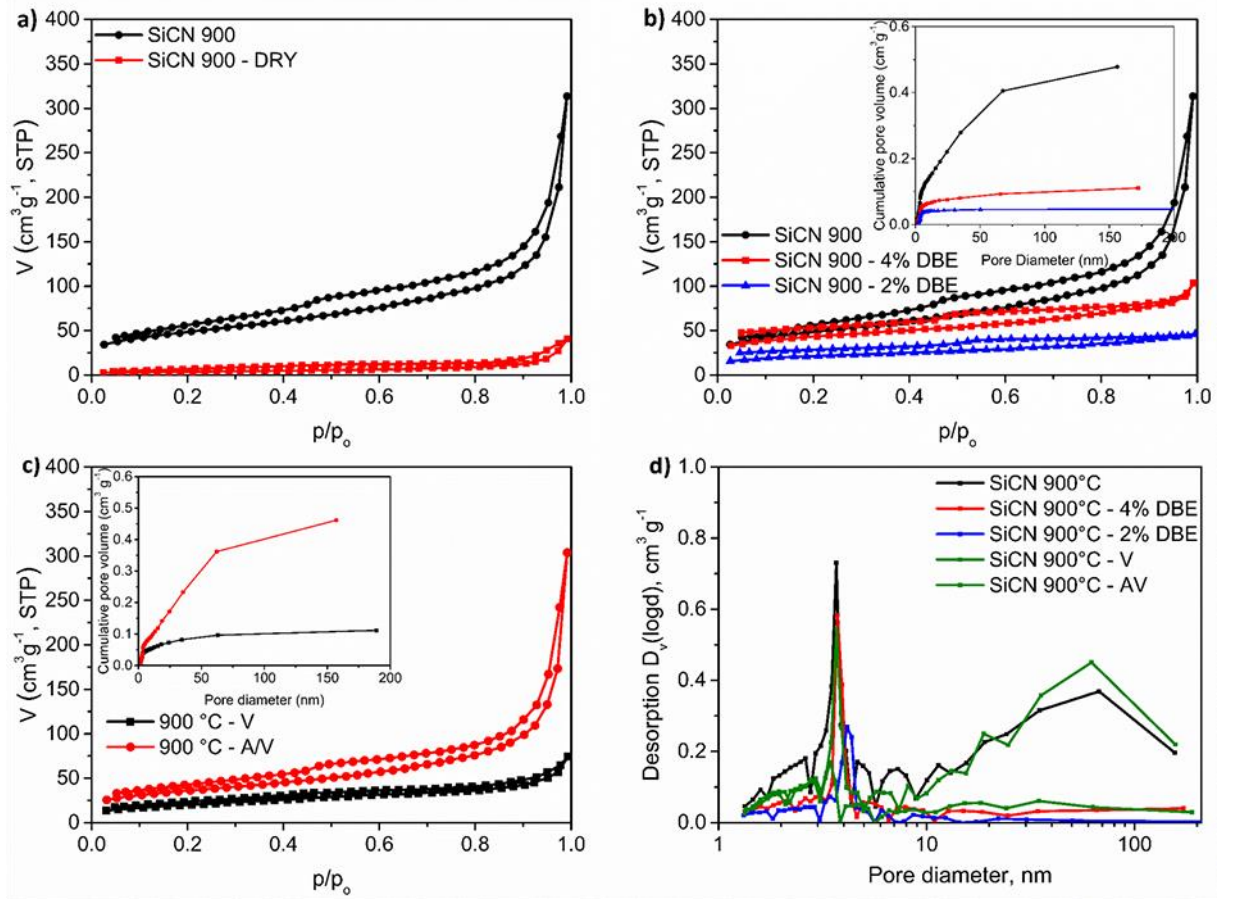 a)
SiCN 900
SiCN 900 - DRY
V (cm³g⁻¹, STP)
400
350
300
250
200
150
100
50
0
0.0 0.2 0.4 0.6 0.8 1.0
p/pₒ
b)
SiCN 900
SiCN 900 - 4% DBE
SiCN 900 - 2% DBE
V (cm³g⁻¹, STP)
400
350
300
250
200
150
100
50
0
0.0 0.2 0.4 0.6 0.8 1.0
p/pₒ
Cumulative pore volume (cm³g⁻¹)
0.6
0.4
0.2
0.0
0 50 100 150 200
Pore Diameter (nm)
c)
900 °C - V
900 °C - A/V
V (cm³g⁻¹, STP)
400
350
300
250
200
150
100
50
0
0.0 0.2 0.4 0.6 0.8 1.0
p/pₒ
Cumulative pore volume (cm³ g⁻¹)
0.6
0.5
0.4
0.3
0.2
0.1
0.0
0 50 100 150 200
Pore diameter (nm)
d)
SiCN 900°C
SiCN 900°C - 4% DBE
SiCN 900°C - 2% DBE
SiCN 900°C - V
SiCN 900°C - AV
Desorption Dᵥ(logd), cm³ g⁻¹
1.0
0.8
0.6
0.4
0.2
0.0
1 10 100
Pore diameter, nm